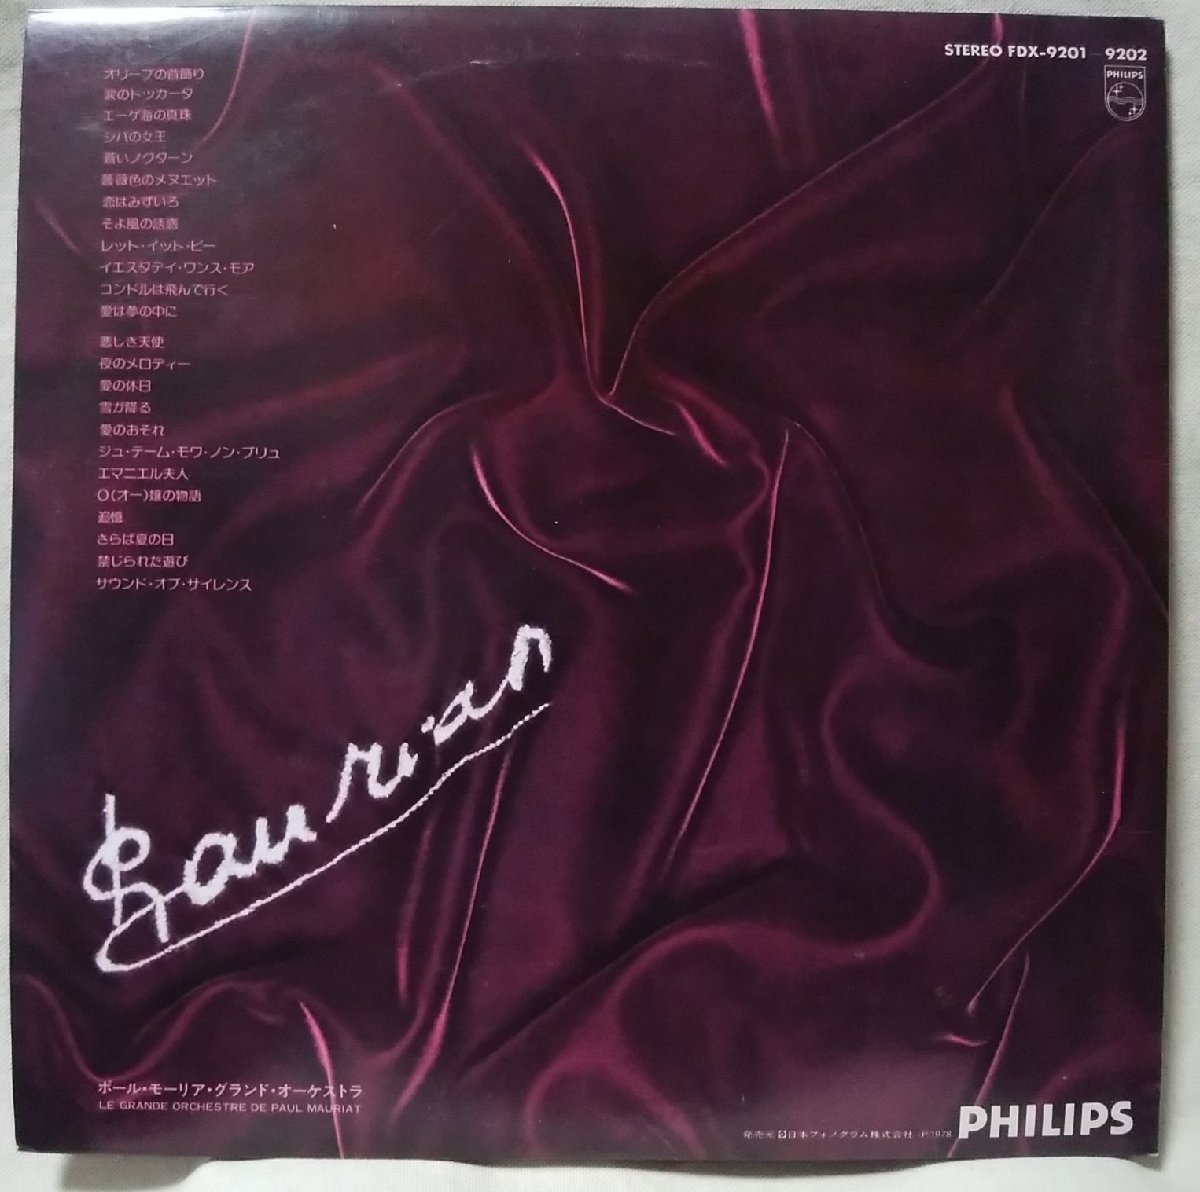 STEREO FDX-9201 9202
PHILIPS
オリーブの首飾り
涙のトッカータ
エーゲ海の真珠
シバの女王
蒼いノクターン
薔薇色のメヌエット
恋はみずいろ
そよ風の誘惑
レット・イット・ビー
イエスタデイ・ワンス・モア
コンドルは飛んで行く
愛は夢の中に
悲しき天使
夜のメロディー
愛の休日
雪が降る
愛のおそれ
ジュ・テーム・モワ・ノン・プリュ
エマニエル夫人
O(オー)嬢の物語
追憶
さらば夏の日
禁じられた遊び
サウンド・オブ・サイレンス
ポール・モーリア・グランド・オーケストラ
LE GRANDE ORCHESTRE DE PAUL MAURIAT
発売元 日本フォノグラム株式会社 P.1978
PHILIPS